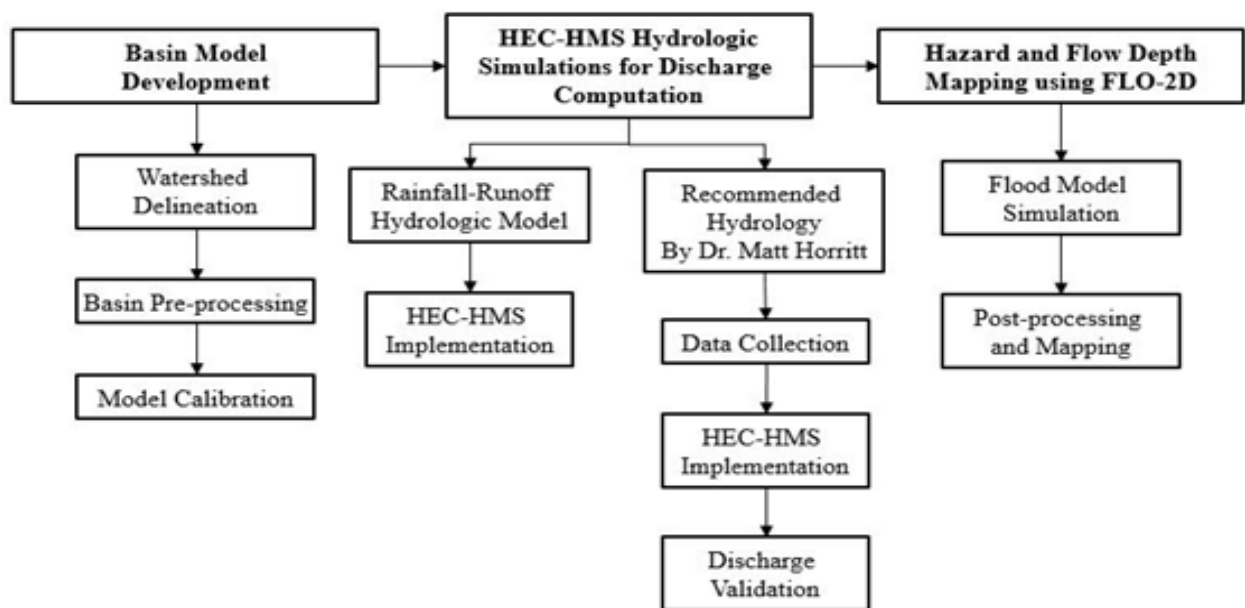 Basin Model
Development
HEC-HMS Hydrologic
Simulations for Discharge
Computation
Hazard and Flow Depth
Mapping using FLO-2D
Watershed
Delineation
Basin Pre-processing
Model Calibration
Rainfall-Runoff
Hydrologic Model
HEC-HMS
Implementation
Recommended
Hydrology
By Dr. Matt Horritt
Data Collection
HEC-HMS
Implementation
Discharge
Validation
Flood Model
Simulation
Post-processing
and Mapping